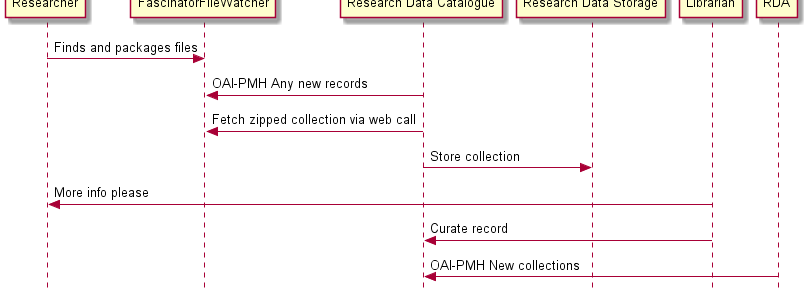 Researcher
FascinatorFileWatcher
Research Data Catalogue
Research Data Storage
Librarian
RDA
Finds and packages files
OAI-PMH Any new records
Fetch zipped collection via web call
Store collection
More info please
Curate record
OAI-PMH New collections